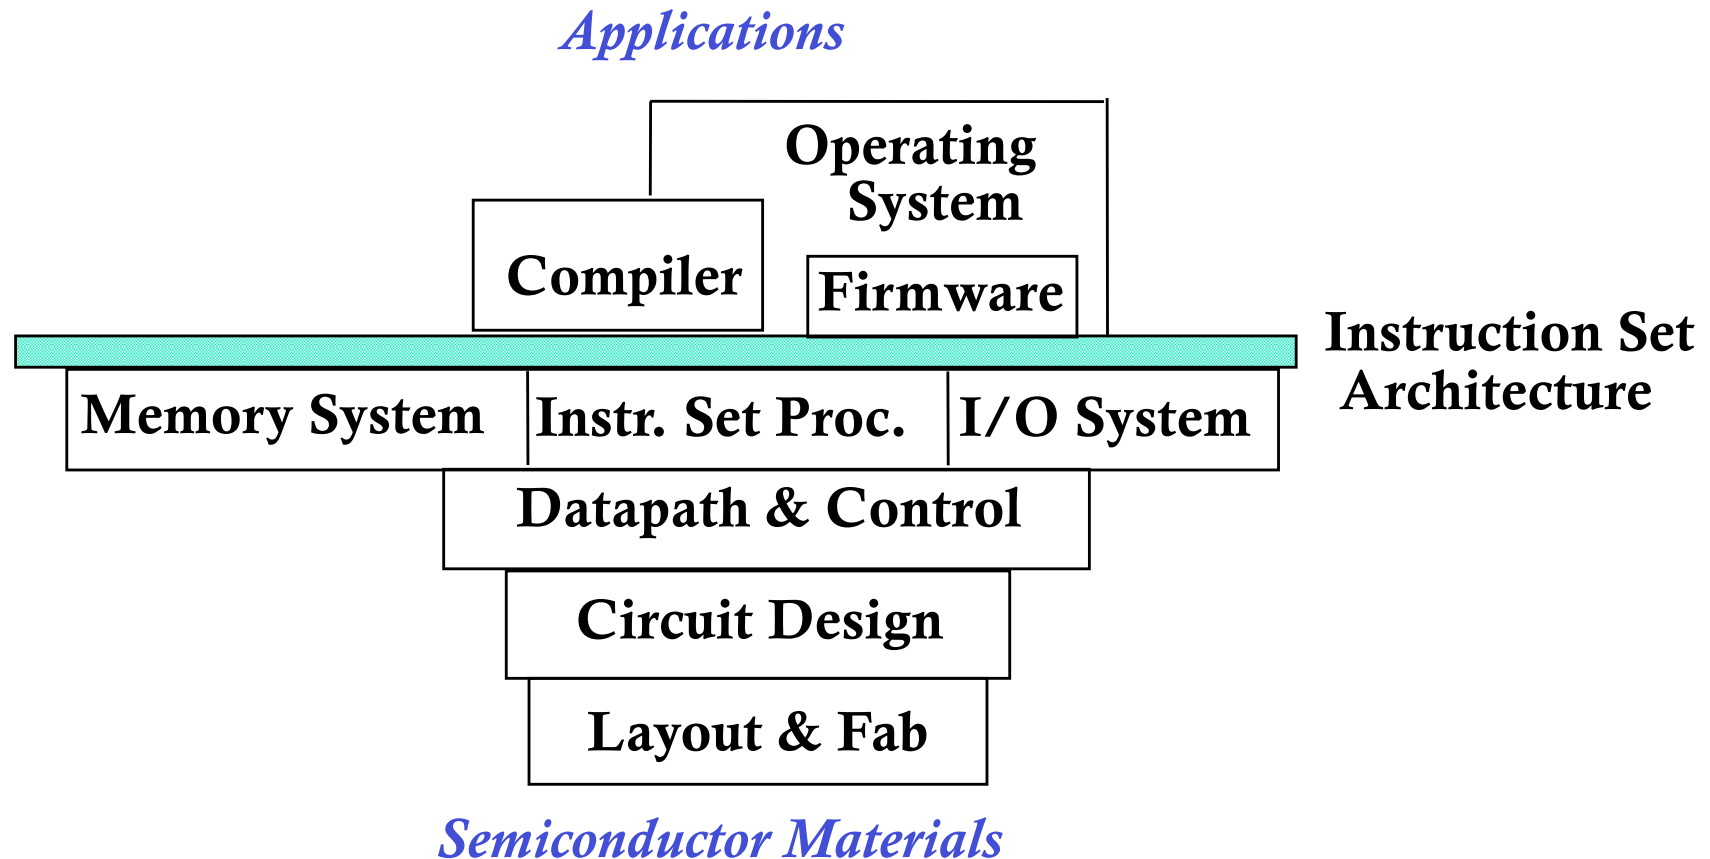 Applications
Operating
System
Compiler
Firmware
Instruction Set
Architecture
Memory System
Instr. Set Proc.
I/O System
Datapath & Control
Circuit Design
Layout & Fab
Semiconductor Materials